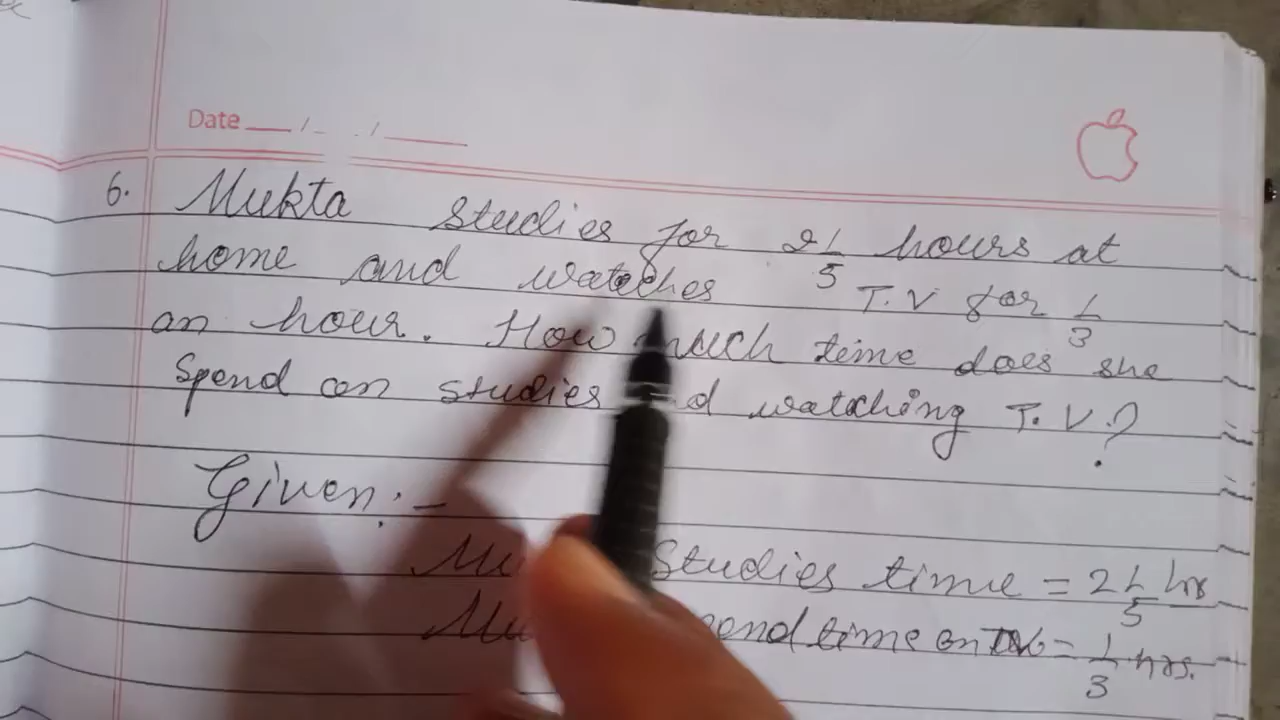 Date
6. Mukta studies for 2 1/5 hours at
home and watches T.V for 1/3
an hour. How much time does she
Spend on studies and watching T.V?
Given:-
Studies time = 2 1/5 hrs
time on = 1/3 hrs.